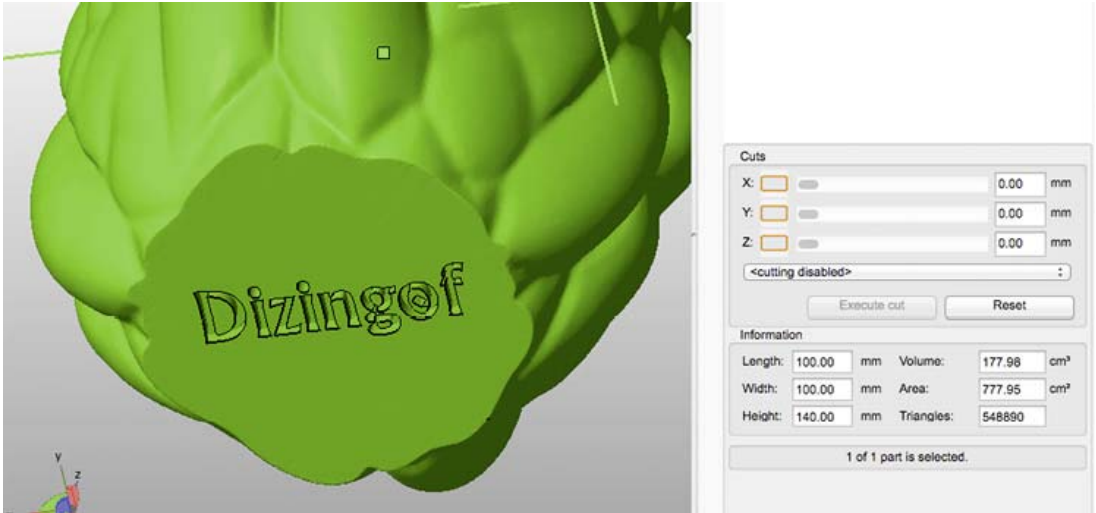 Dizingof
y
z
Cuts
X: 0.00 mm
Y: 0.00 mm
Z: 0.00 mm
<cutting disabled>
Execute cut Reset
Information
Length: 100.00 mm Volume: 177.98 cm³
Width: 100.00 mm Area: 777.95 cm²
Height: 140.00 mm Triangles: 548890
1 of 1 part is selected.